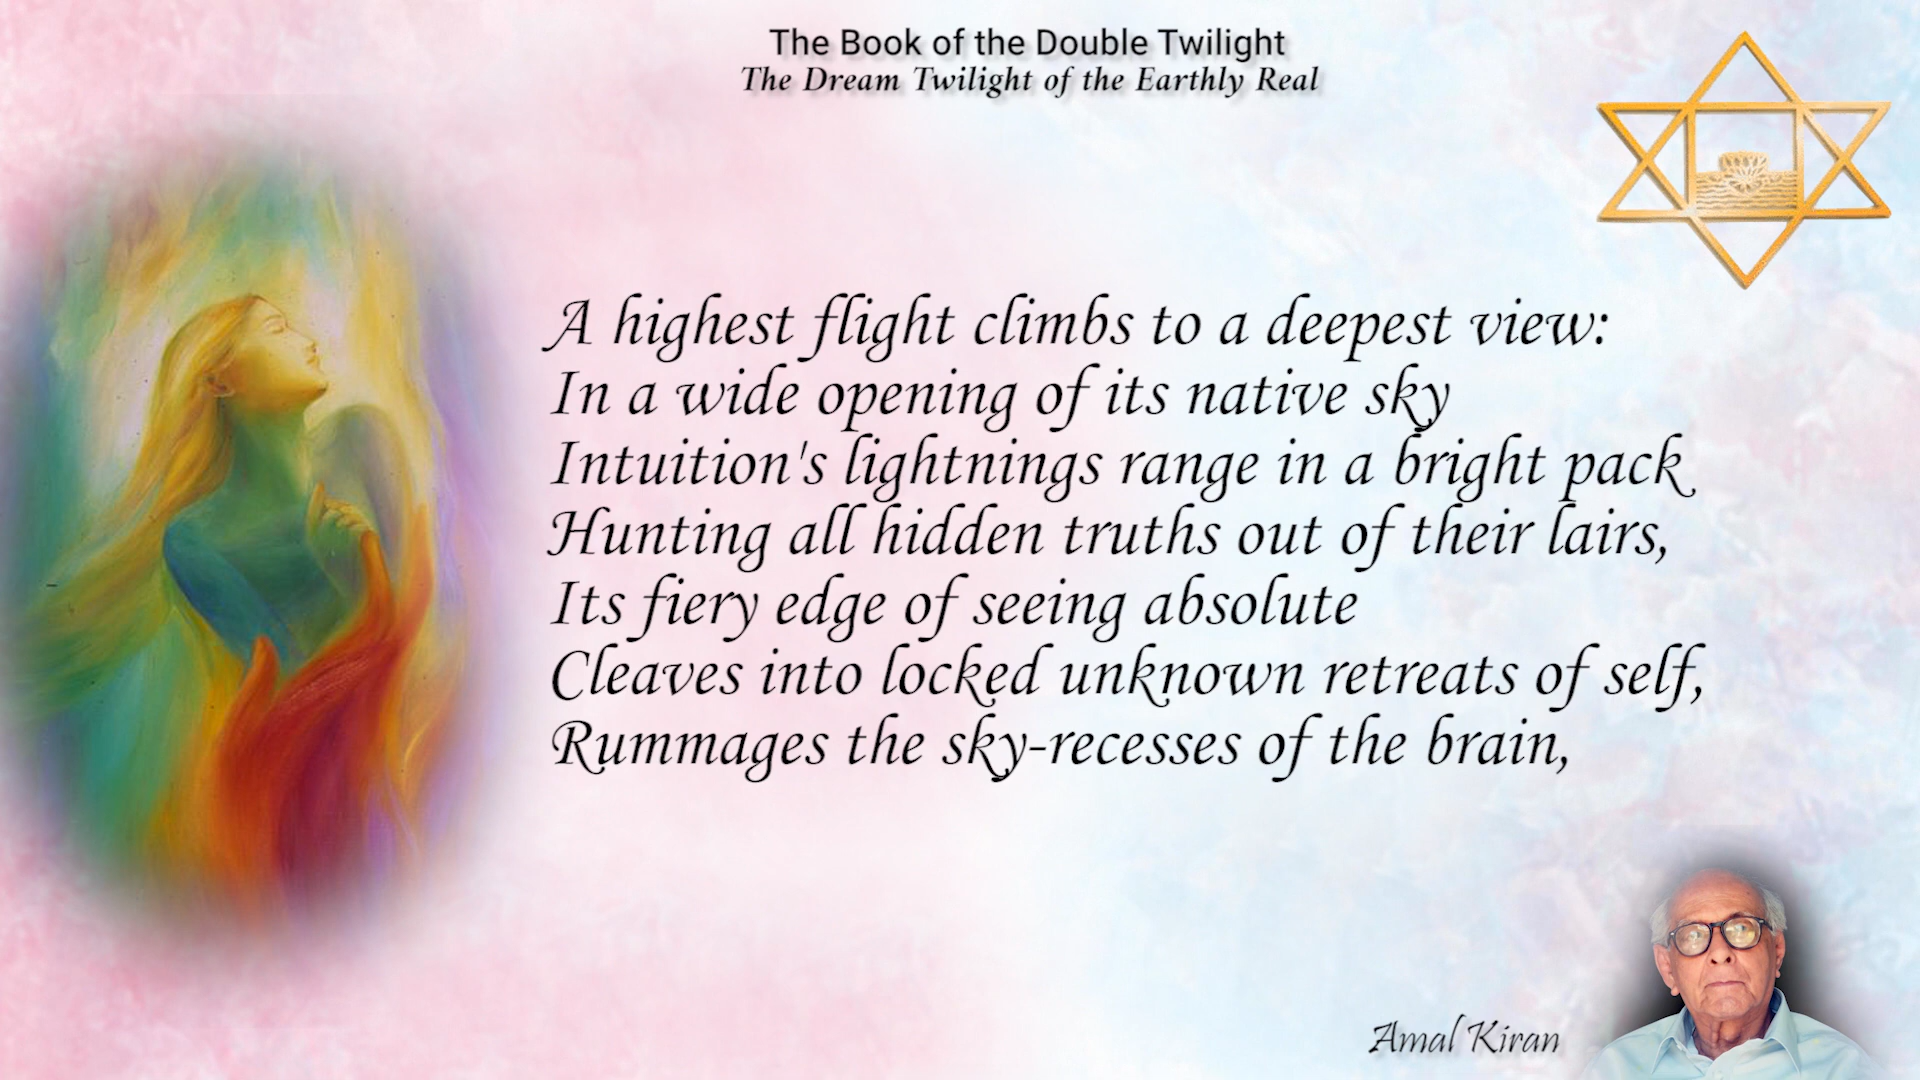 The Book of the Double Twilight
The Dream Twilight of the Earthly Real
A highest flight climbs to a deepest view:
In a wide opening of its native sky
Intuition's lightnings range in a bright pack
Hunting all hidden truths out of their lairs,
Its fiery edge of seeing absolute
Cleaves into locked unknown retreats of self,
Rummages the sky-recesses of the brain,
Amal Kiran